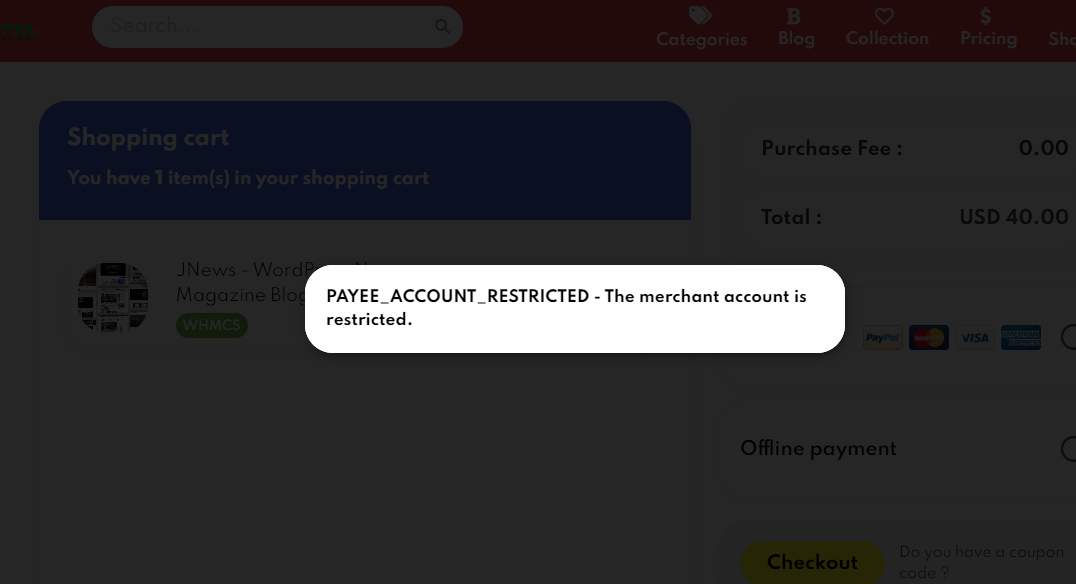 Search...
Categories
Blog
Collection
Pricing
Shopping cart
You have 1 item(s) in your shopping cart
Purchase Fee :
0.00
Total :
USD 40.00
JNews - WordPress
Magazine Blog
WHMCS
PAYEE_ACCOUNT_RESTRICTED - The merchant account is
restricted.
PayPal
VISA
AMERICAN EXPRESS
Offline payment
Checkout
Do you have a coupon
code ?